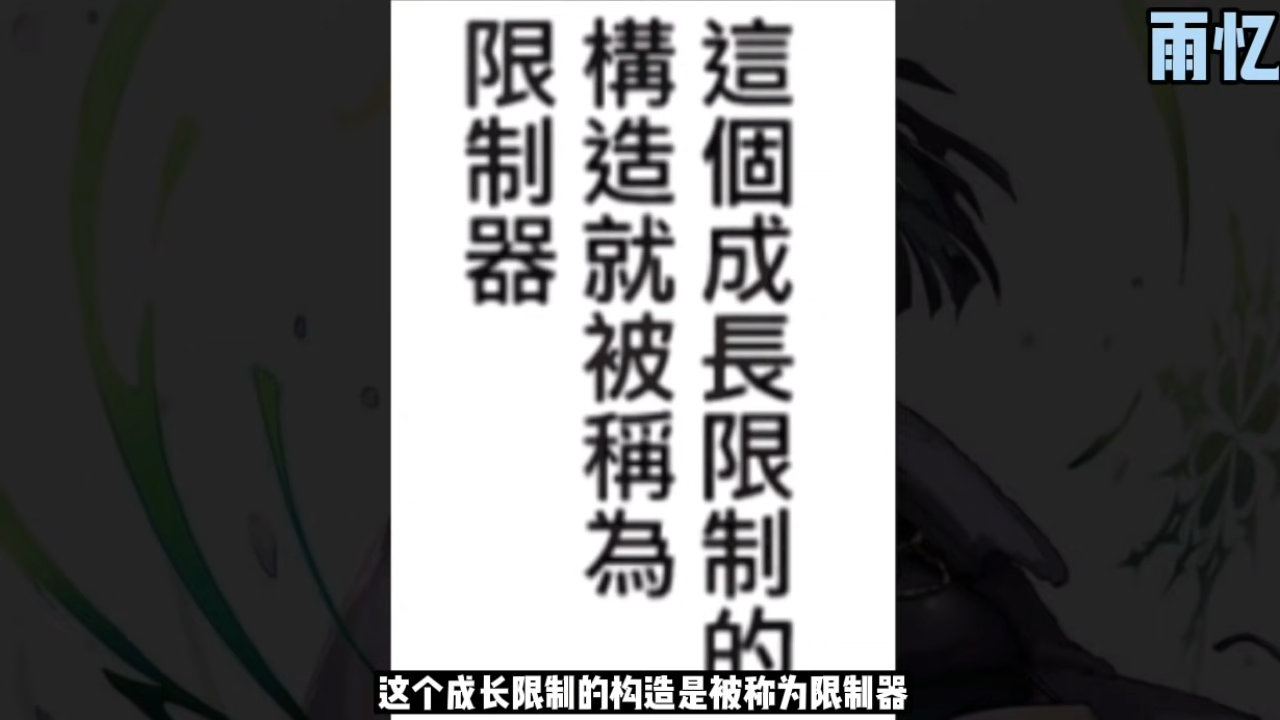 雨忆
這個成長限制的
構造就被稱為
限制器
这个成长限制的构造是被称为限制器